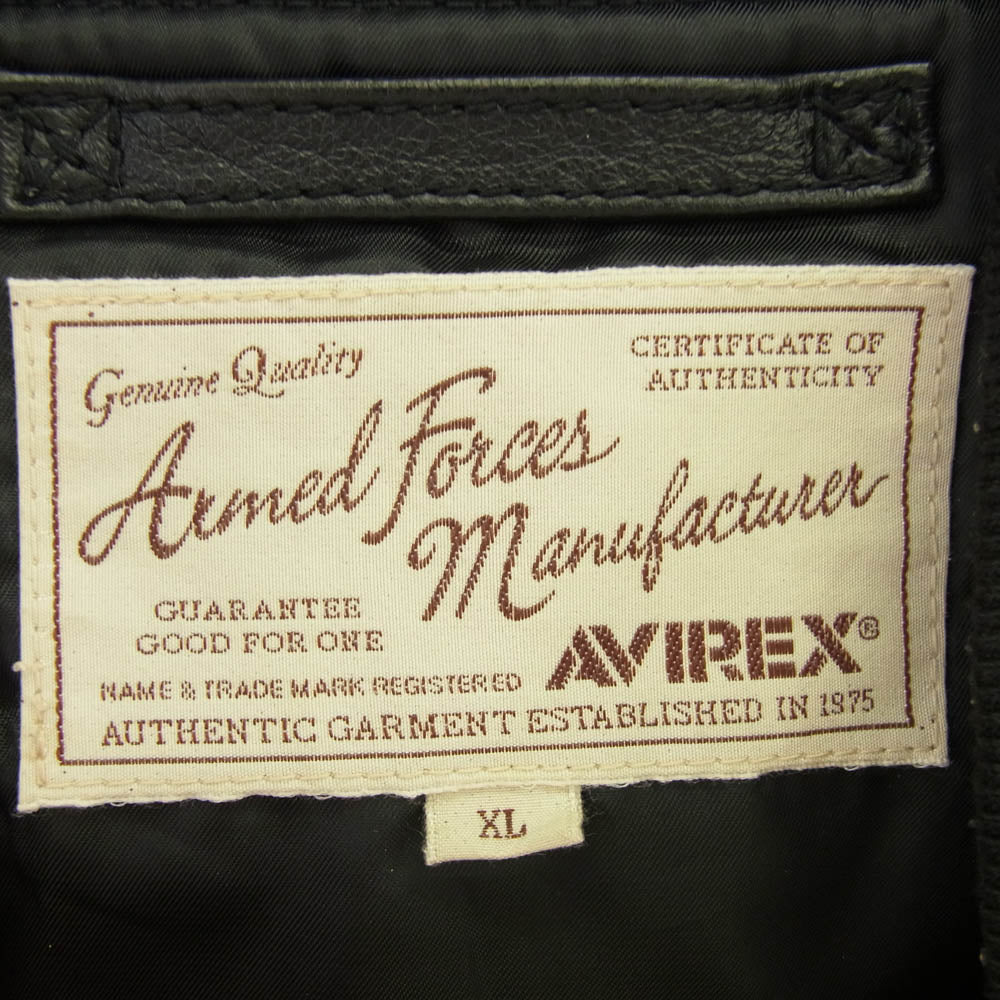 Genuine Quality
CERTIFICATE OF
AUTHENTICITY
Armed Forces
Manufacturer
GUARANTEE
GOOD FOR ONE
AVIREX®
NAME & TRADE MARK REGISTERED
AUTHENTIC GARMENT ESTABLISHED IN 1975
XL